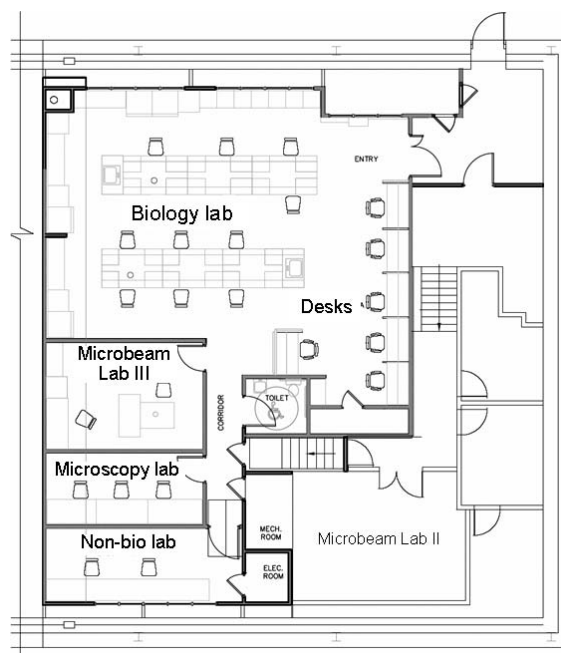 ENTRY
Biology lab
Desks
Microbeam
Lab III
TOILET
CORRIDOR
Microscopy lab
Non-bio lab
MECH.
ROOM
Microbeam Lab II
ELEC.
ROOM